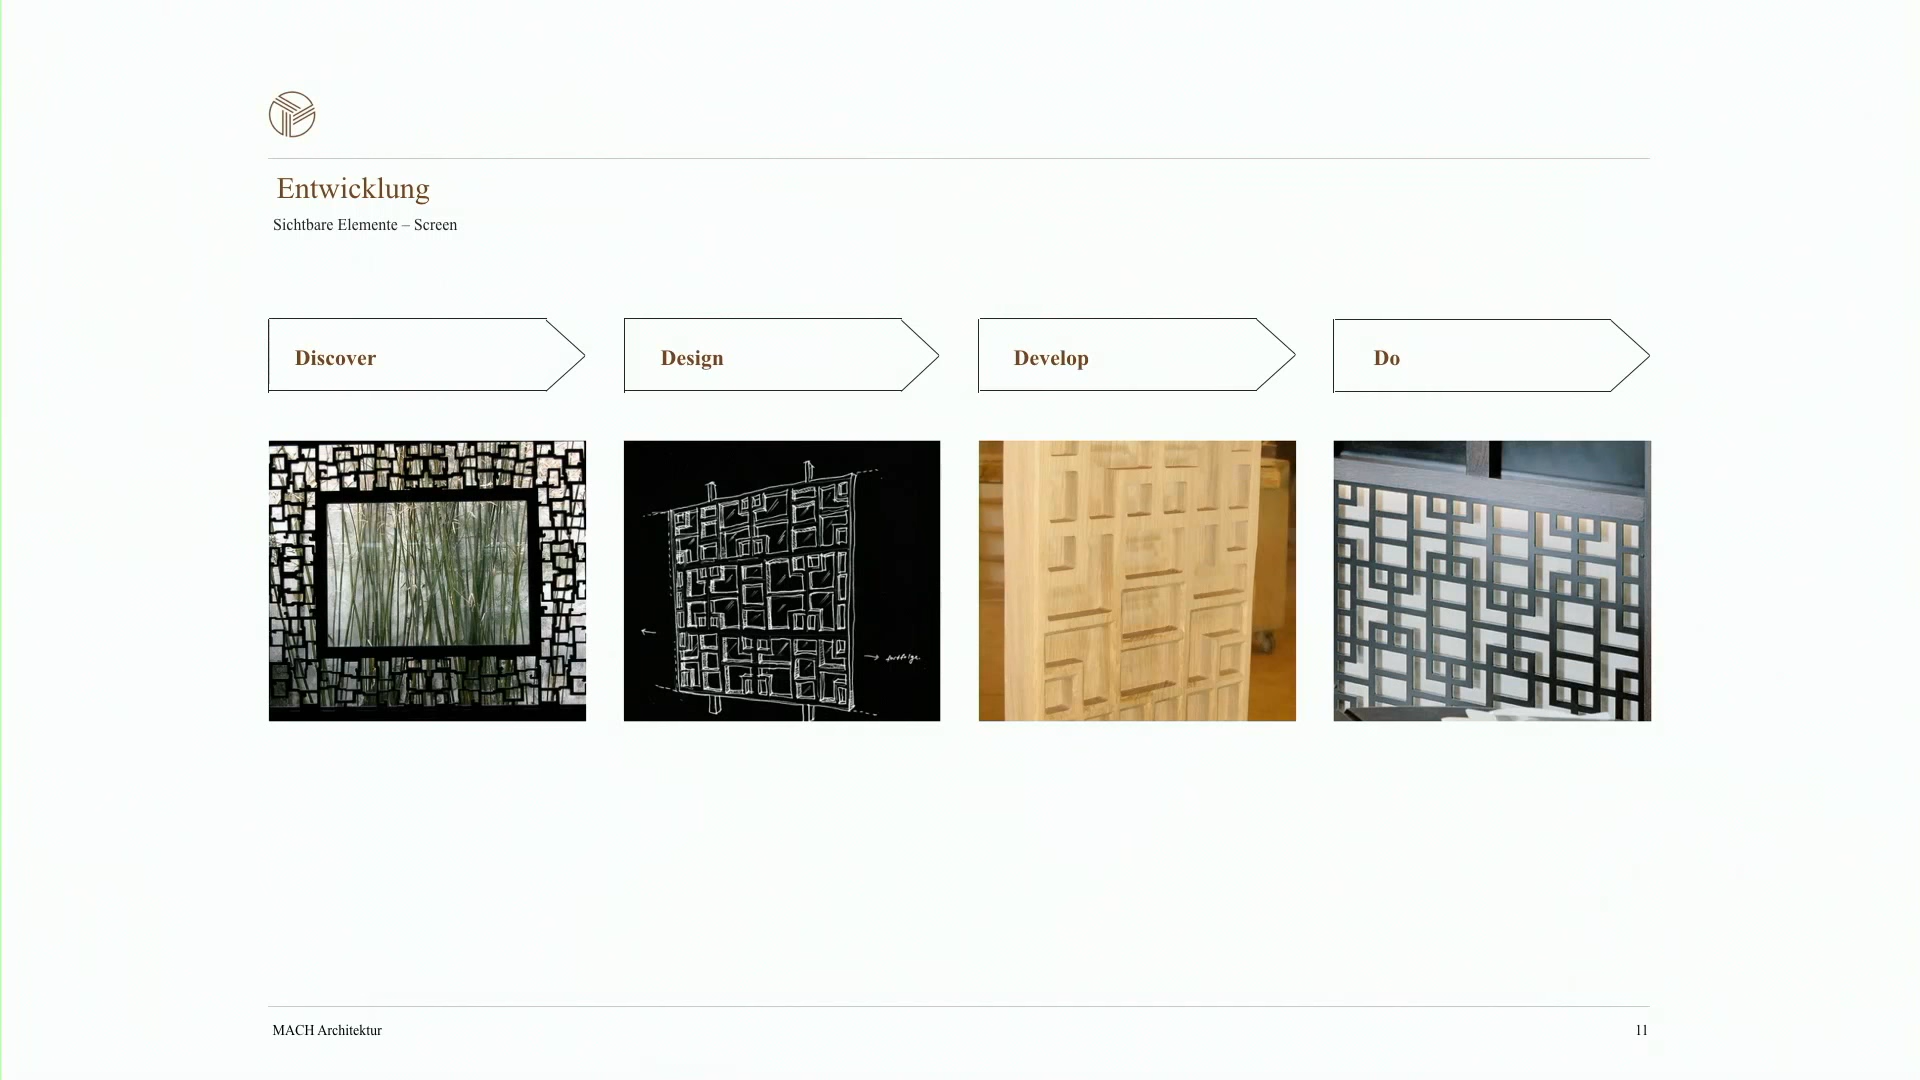 Entwicklung
Sichtbare Elemente – Screen
Discover
Design
Develop
Do
MACH Architektur
11